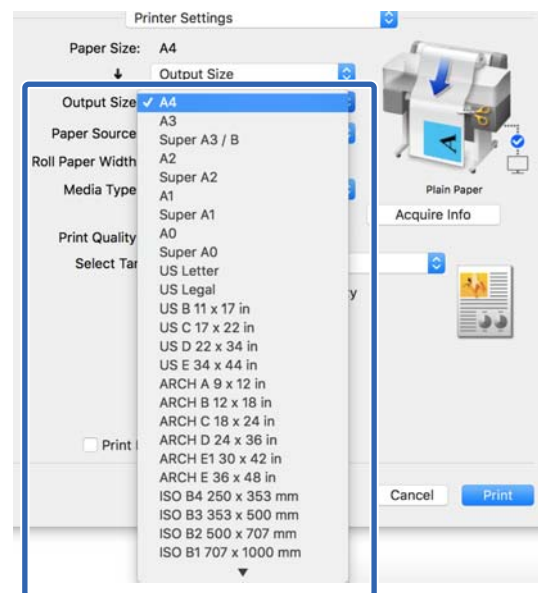 Printer Settings
Paper Size: A4
Output Size
Output Size ✓ A4
A3
Paper Source
Super A3 / B
Roll Paper Width
A2
Super A2
Media Type
A1
Plain Paper
Super A1
Acquire Info
Print Quality
A0
Super A0
Select Tar
US Letter
US Legal
y
US B 11 x 17 in
US C 17 x 22 in
US D 22 x 34 in
US E 34 x 44 in
ARCH A 9 x 12 in
ARCH B 12 x 18 in
ARCH C 18 x 24 in
Print
ARCH D 24 x 36 in
ARCH E1 30 x 42 in
ARCH E 36 x 48 in
ISO B4 250 x 353 mm
Cancel Print
ISO B3 353 x 500 mm
ISO B2 500 x 707 mm
ISO B1 707 x 1000 mm